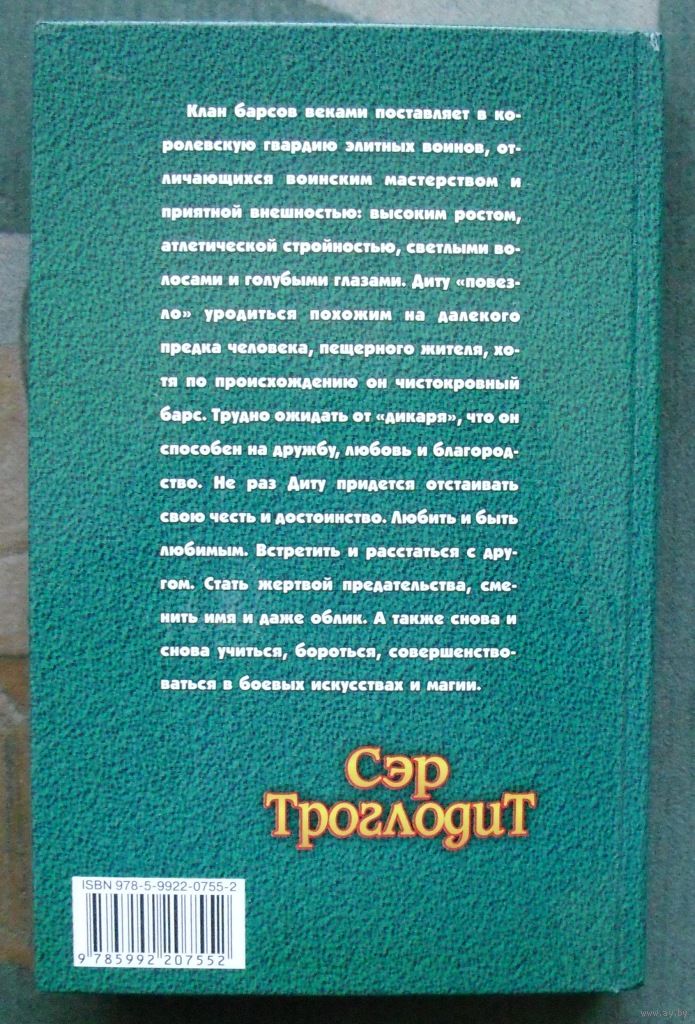 Клан барсов веками поставляет в ко-
ролевскую гвардию элитных воинов, от-
личающихся воинским мастерством и
приятной внешностью: высоким ростом,
атлетической стройностью, светлыми во-
лосами и голубыми глазами. Диту «повез-
ло» уродиться похожим на далекого
предка человека, пещерного жителя, хо-
тя по происхождению он чистокровный
барс. Трудно ожидать от «дикаря», что он
способен на дружбу, любовь и благород-
ство. Не раз Диту придется отстаивать
свою честь и достоинство. Любить и быть
любимым. Встретить и расстаться с дру-
гом. Стать жертвой предательства, сме-
нить имя и даже облик. А также снова и
снова учиться, бороться, совершенство-
ваться в боевых искусствах и магии.
Сэр
Троглодит
ISBN 978-5-9922-0755-2
9 785992 207552
www.ay.by